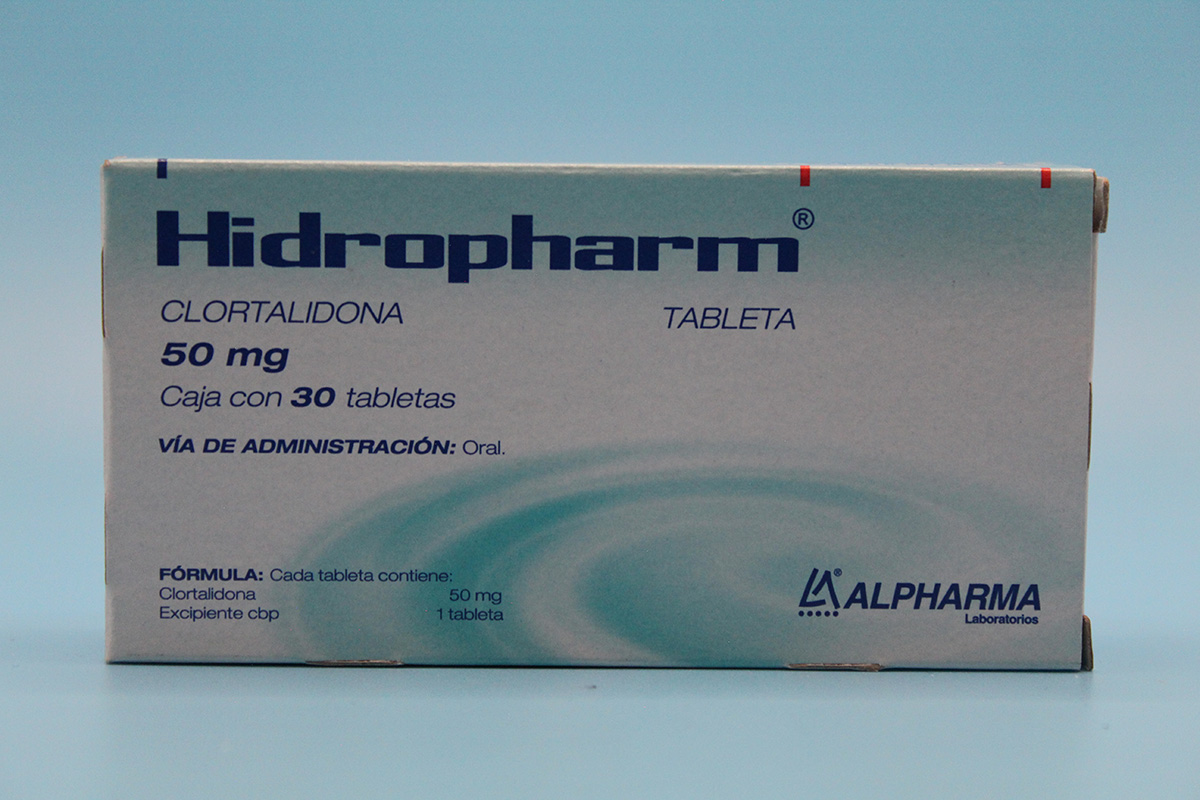 Hidropharm®
CLORTALIDONA TABLETA
50 mg
Caja con 30 tabletas
VÍA DE ADMINISTRACIÓN: Oral.
FÓRMULA: Cada tableta contiene:
Clortalidona 50 mg
Excipiente cbp 1 tableta
LA® ALPHARMA
Laboratorios